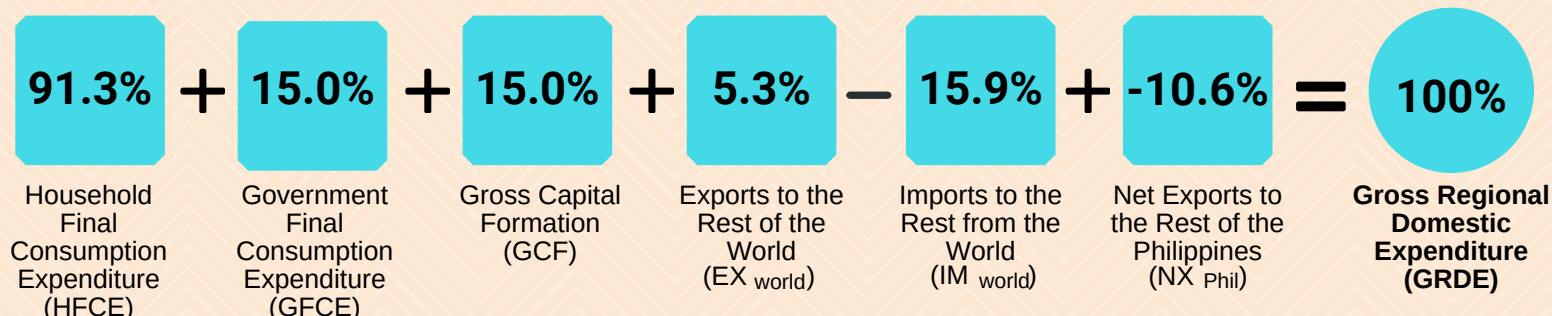 91.3% + 15.0% + 15.0% + 5.3% – 15.9% + -10.6% = 100%
Household
Final
Consumption
Expenditure
(HFCE)
Government
Final
Consumption
Expenditure
(GFCE)
Gross Capital
Formation
(GCF)
Exports to the
Rest of the
World
(EX world)
Imports to the
Rest from the
World
(IM world)
Net Exports to
the Rest of the
Philippines
(NX Phil)
Gross Regional
Domestic
Expenditure
(GRDE)